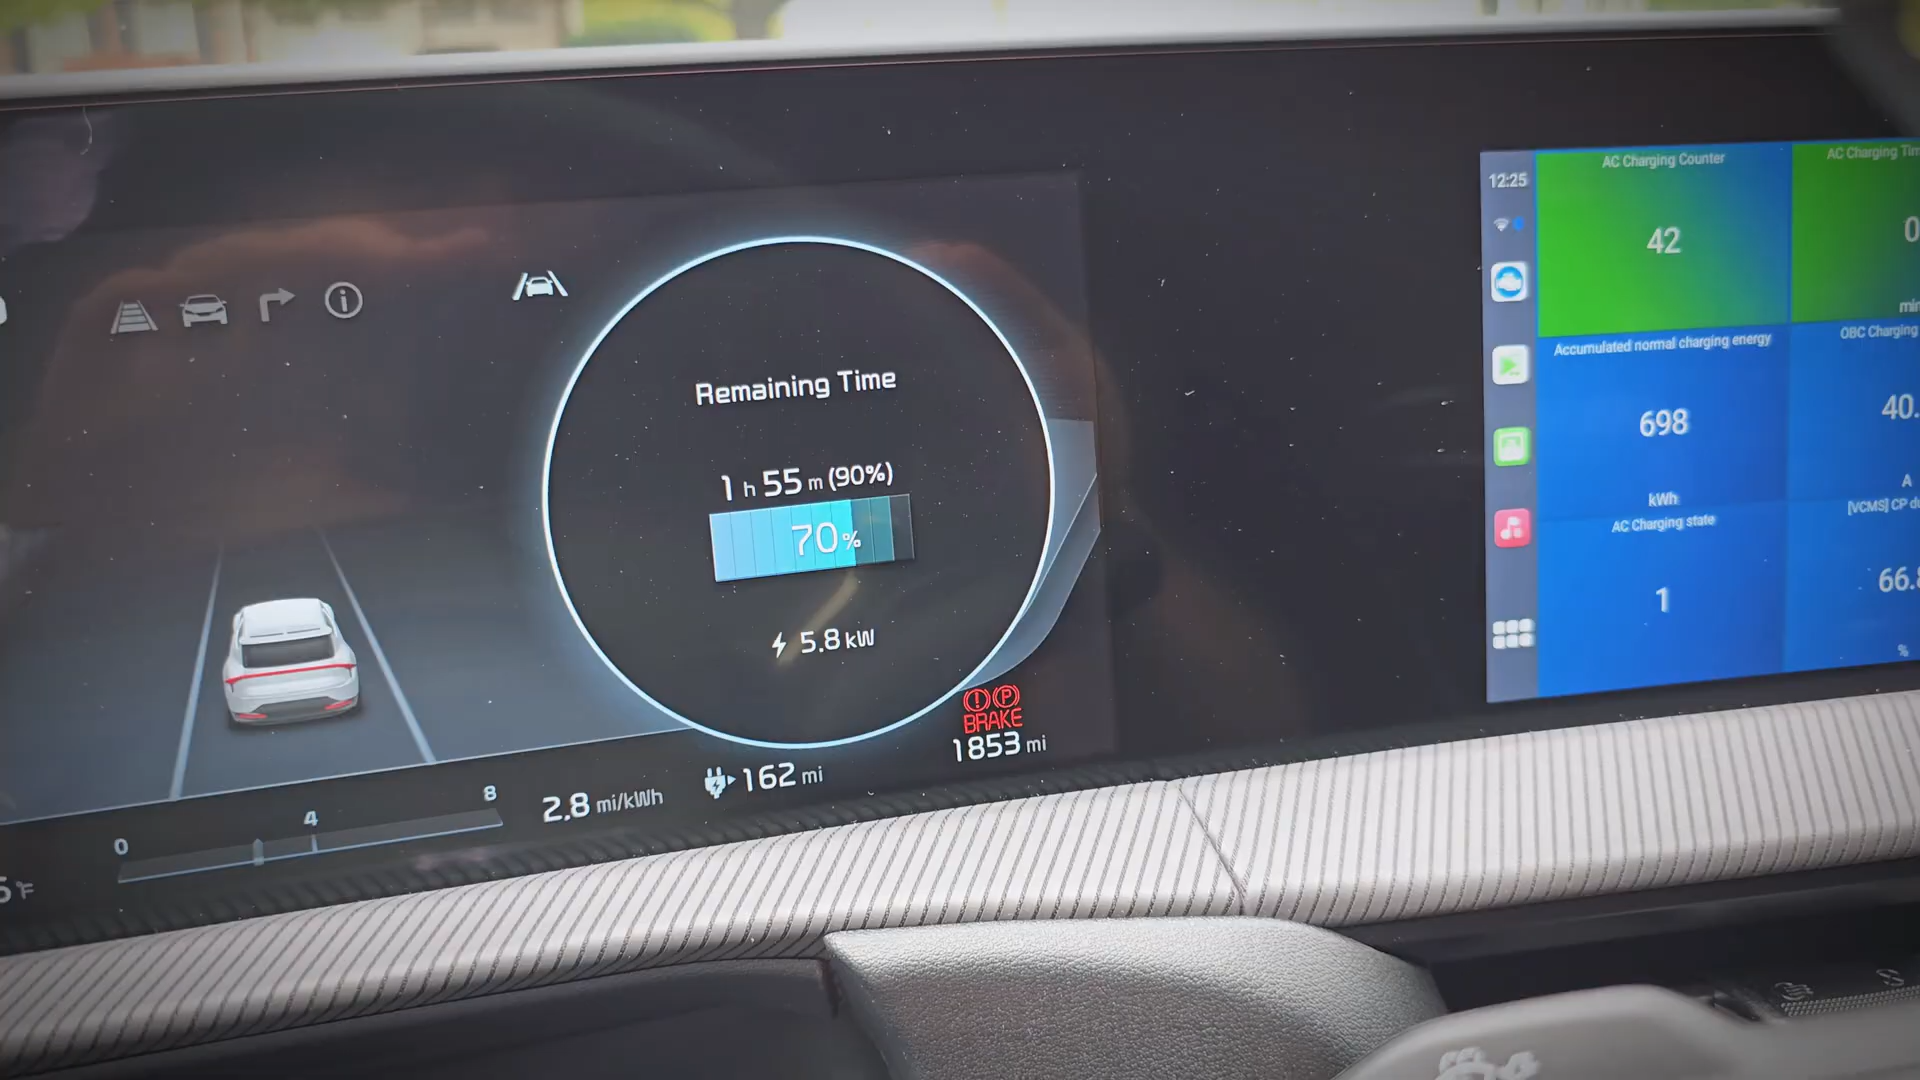 Remaining Time
1 h 55 m (90%)
70%
5.8 kW
BRAKE
1853 mi
162 mi
2.8 mi/kWh
0
4
8
°F
12:25
AC Charging Counter
42
Accumulated normal charging energy
698
kWh
AC Charging state
1
AC Charging
0
min
OBC Charging
40.
A
[VCMS] CP
66.
%